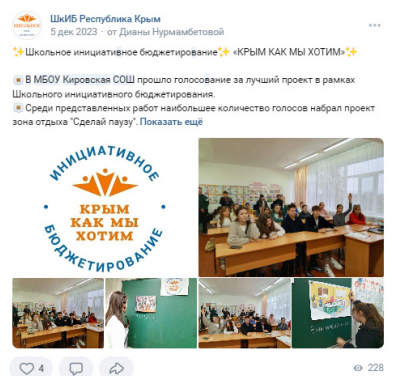 ШкИБ Республика Крым
5 дек 2023 · от Дианы Нурмамбетовой
✨Школьное инициативное бюджетирование✨ «КРЫМ КАК МЫ ХОТИМ»✨
В МБОУ Кировская СОШ прошло голосование за лучший проект в рамках
Школьного инициативного бюджетирования.
Среди представленных работ наибольшее количество голосов набрал проект
зона отдыха "Сделай паузу". Показать ещё
ИНИЦИАТИВНОЕ
КРЫМ
КАК МЫ
ХОТИМ
БЮДЖЕТИРОВАНИЕ
4
228